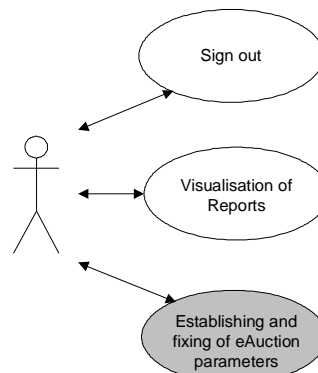 Sign out
Visualisation of
Reports
Establishing and
fixing of eAuction
parameters